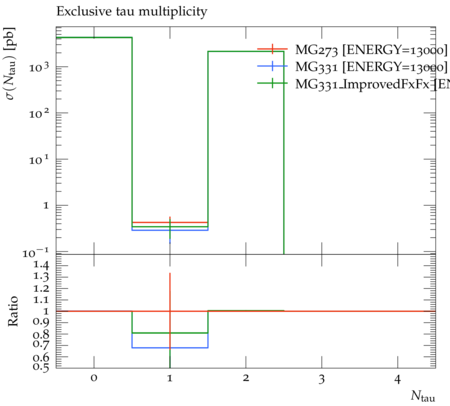 Exclusive tau multiplicity
σ(N_tau) [pb]
10^3
10^2
10^1
1
10^−1
MG273 [ENERGY=13000]
MG331 [ENERGY=13000]
MG331_ImprovedFxFx [EN
Ratio
1.4
1.3
1.2
1.1
1
0.9
0.8
0.7
0.6
0.5
0 1 2 3 4
N_tau